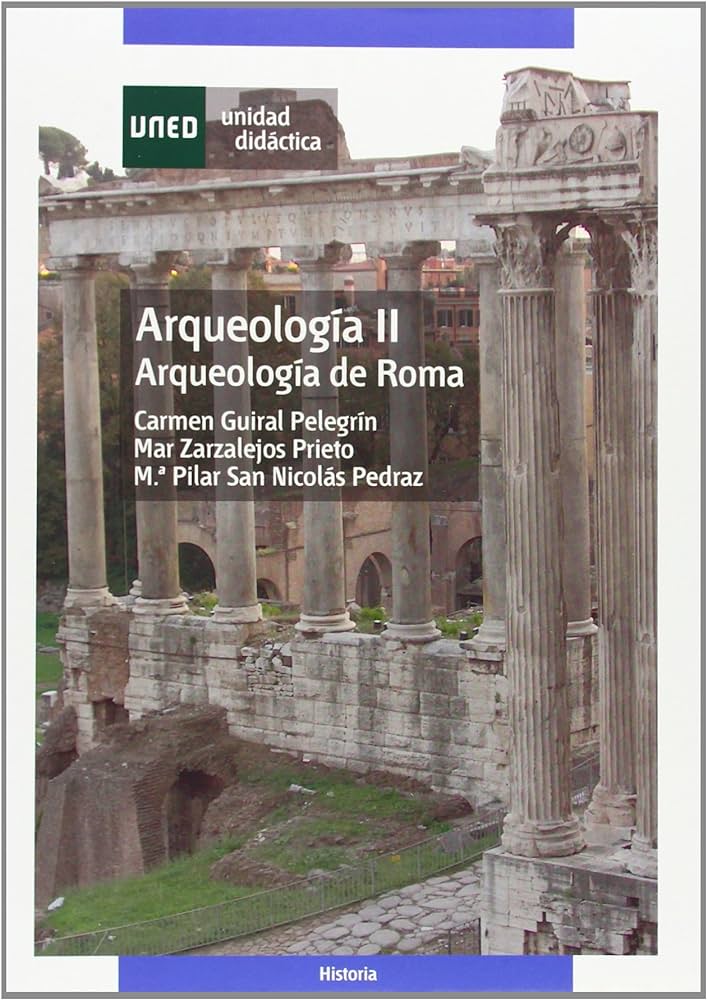 UNED
unidad
didáctica
Arqueología II
Arqueología de Roma
Carmen Guiral Pelegrín
Mar Zarzalejos Prieto
M.ª Pilar San Nicolás Pedraz
Historia